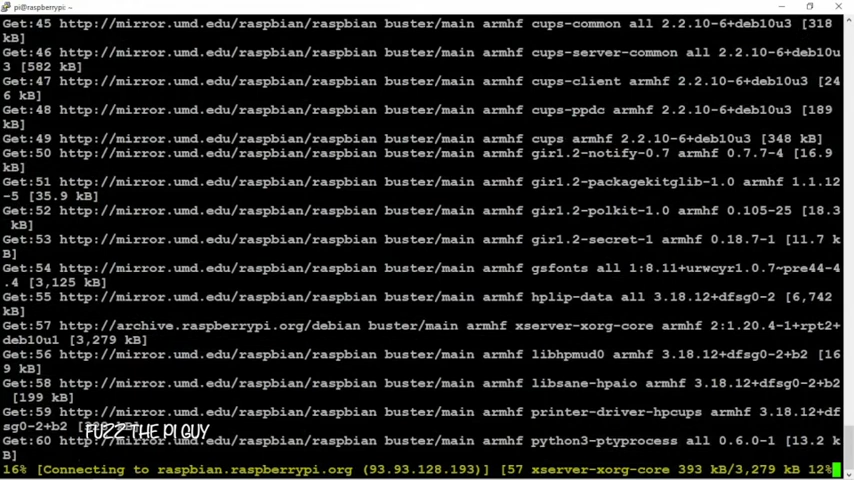 pi@raspberrypi: ~
Get:45 http://mirror.umd.edu/raspbian/raspbian buster/main armhf cups-common all 2.2.10-6+deb10u3 [318
kB]
Get:46 http://mirror.umd.edu/raspbian/raspbian buster/main armhf cups-server-common all 2.2.10-6+deb10u
3 [582 kB]
Get:47 http://mirror.umd.edu/raspbian/raspbian buster/main armhf cups-client armhf 2.2.10-6+deb10u3 [24
6 kB]
Get:48 http://mirror.umd.edu/raspbian/raspbian buster/main armhf cups-ppdc armhf 2.2.10-6+deb10u3 [189
kB]
Get:49 http://mirror.umd.edu/raspbian/raspbian buster/main armhf cups armhf 2.2.10-6+deb10u3 [348 kB]
Get:50 http://mirror.umd.edu/raspbian/raspbian buster/main armhf gir1.2-notify-0.7 armhf 0.7.7-4 [16.9
kB]
Get:51 http://mirror.umd.edu/raspbian/raspbian buster/main armhf gir1.2-packagekitglib-1.0 armhf 1.1.12
-5 [35.9 kB]
Get:52 http://mirror.umd.edu/raspbian/raspbian buster/main armhf gir1.2-polkit-1.0 armhf 0.105-25 [18.3
kB]
Get:53 http://mirror.umd.edu/raspbian/raspbian buster/main armhf gir1.2-secret-1 armhf 0.18.7-1 [11.7 k
B]
Get:54 http://mirror.umd.edu/raspbian/raspbian buster/main armhf gsfonts all 1:8.11+urwcyr1.0.7~pre44-4
.4 [3,125 kB]
Get:55 http://mirror.umd.edu/raspbian/raspbian buster/main armhf hplip-data all 3.18.12+dfsg0-2 [6,742
kB]
Get:57 http://archive.raspberrypi.org/debian buster/main armhf xserver-xorg-core armhf 2:1.20.4-1+rpt2+
deb10u1 [3,279 kB]
Get:56 http://mirror.umd.edu/raspbian/raspbian buster/main armhf libhpmud0 armhf 3.18.12+dfsg0-2+b2 [16
9 kB]
Get:58 http://mirror.umd.edu/raspbian/raspbian buster/main armhf libsane-hpaio armhf 3.18.12+dfsg0-2+b2
[199 kB]
Get:59 http://mirror.umd.edu/raspbian/raspbian buster/main armhf printer-driver-hpcups armhf 3.18.12+df
sg0-2+b2
FUZZ THE PI GUY
Get:60 http://mirror.umd.edu/raspbian/raspbian buster/main armhf python3-ptyprocess all 0.6.0-1 [13.2 k
B]
16% [Connecting to raspbian.raspberrypi.org (93.93.128.193)] [57 xserver-xorg-core 393 kB/3,279 kB 12%